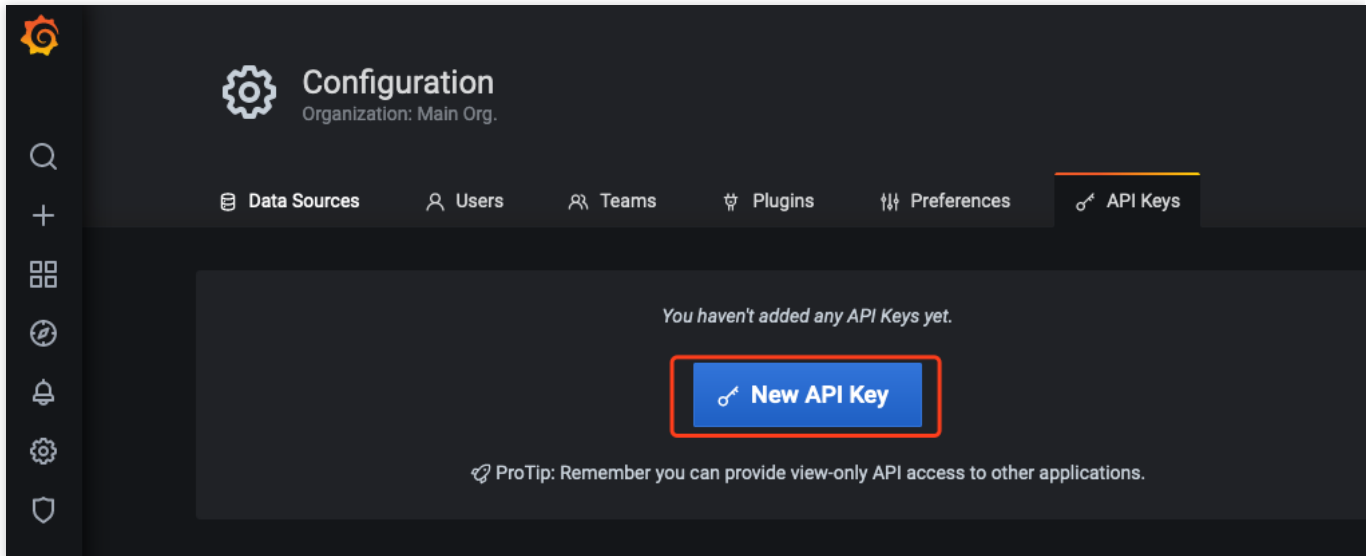 Configuration
Organization: Main Org.
Data Sources Users Teams Plugins Preferences API Keys
You haven't added any API Keys yet.
New API Key
ProTip: Remember you can provide view-only API access to other applications.